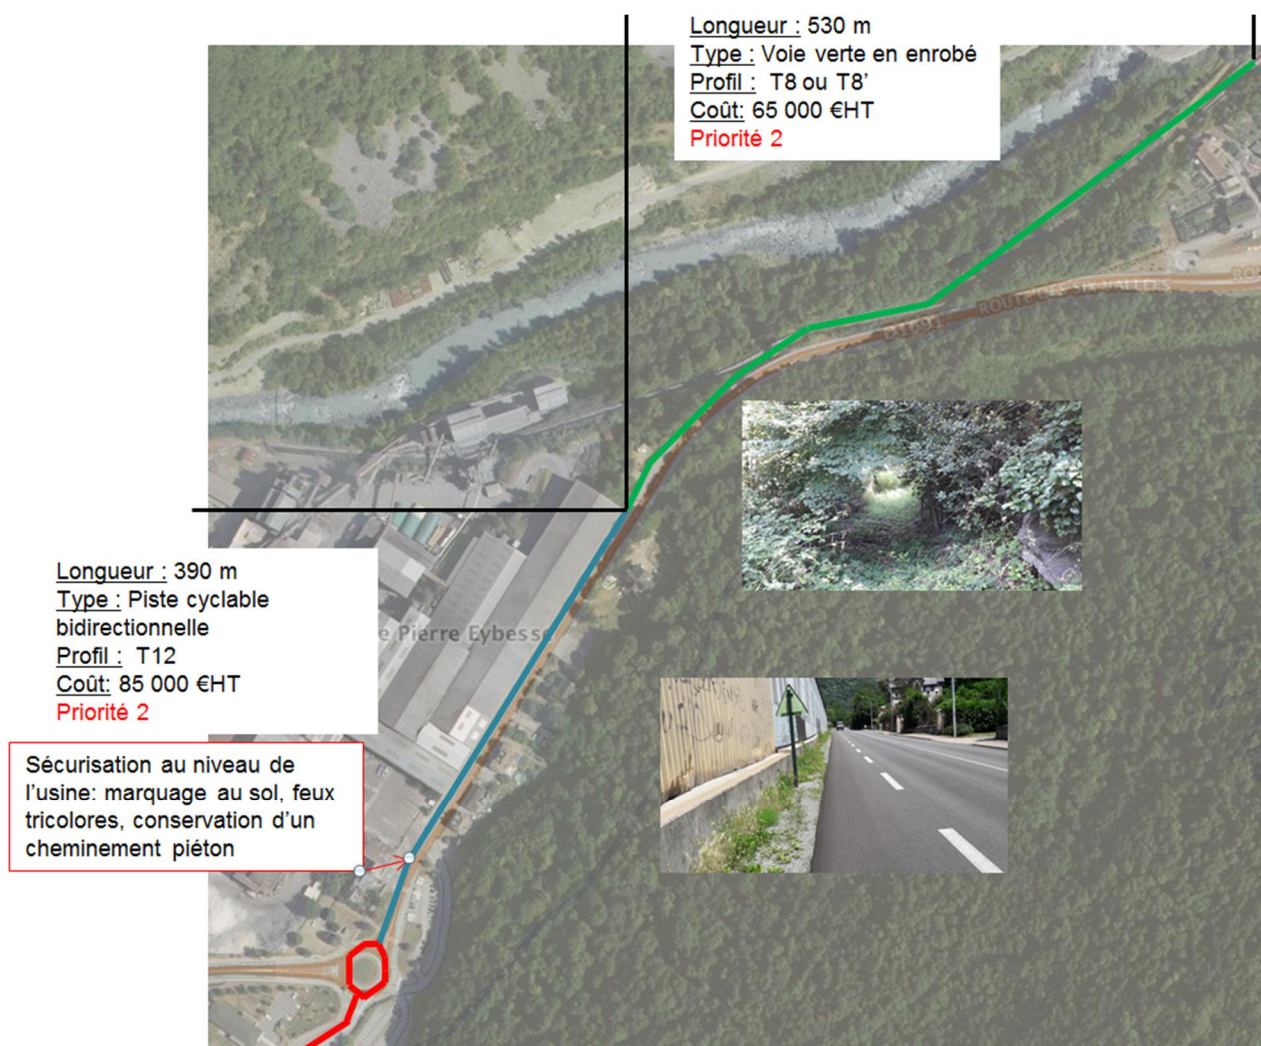 Longueur : 530 m
Type : Voie verte en enrobé
Profil : T8 ou T8’
Coût: 65 000 €HT
Priorité 2
D1091 ROUTE DES SIX VALLEES
Longueur : 390 m
Type : Piste cyclable
bidirectionnelle
Profil : T12
Coût: 85 000 €HT
Priorité 2
e Pierre Eybesse
Sécurisation au niveau de
l’usine: marquage au sol, feux
tricolores, conservation d’un
cheminement piéton